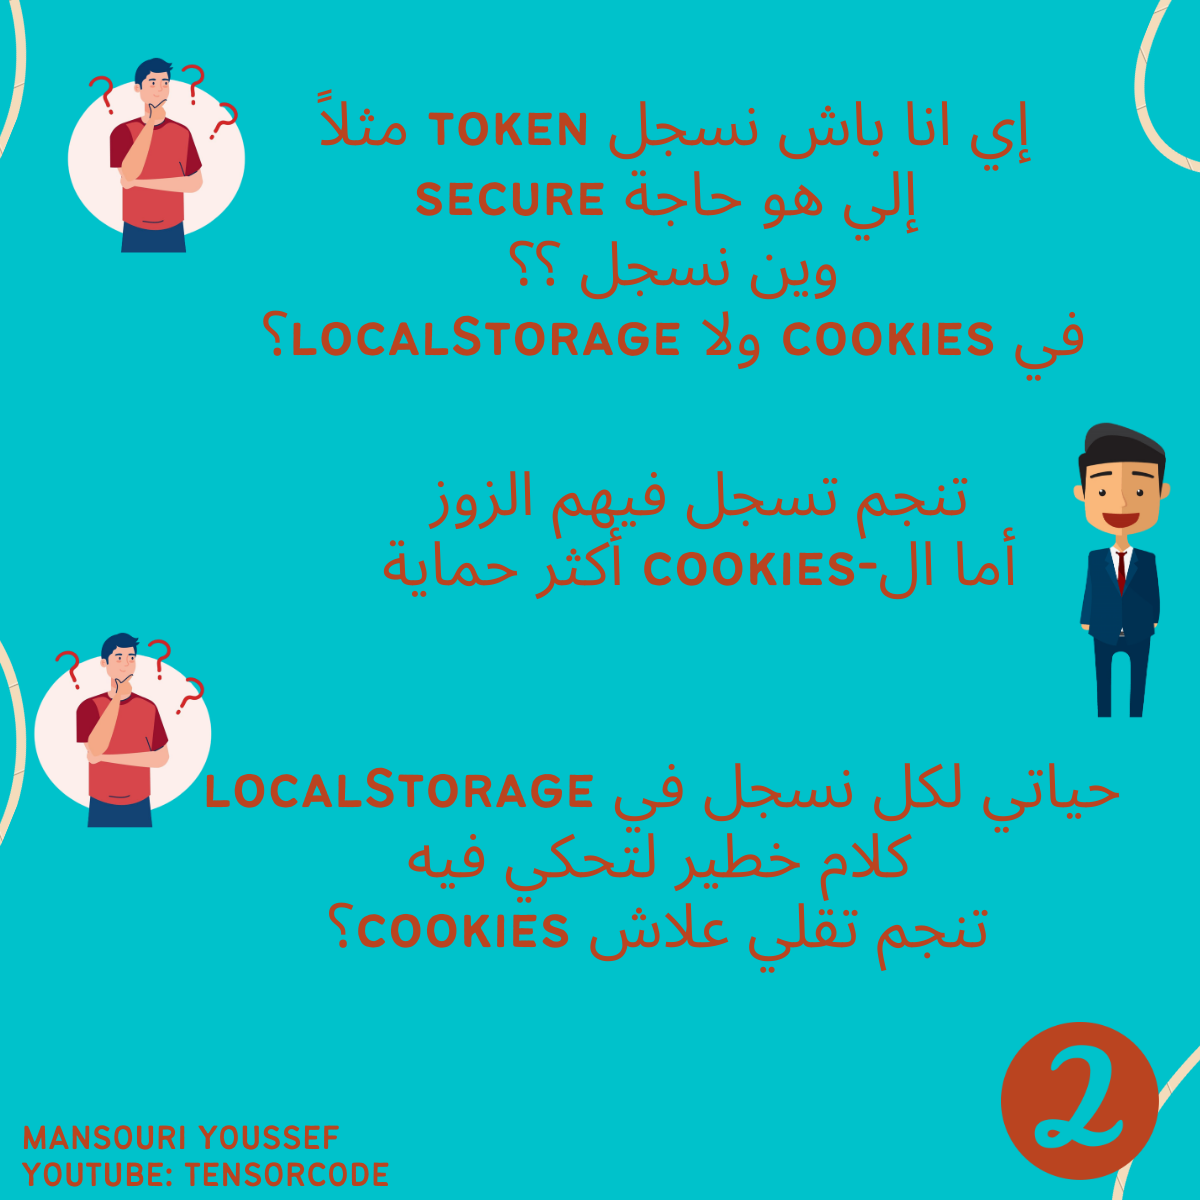 إي انا باش نسجل TOKEN مثلاً
إلي هو حاجة SECURE
وين نسجل ؟؟
في COOKIES ولا LOCALSTORAGE؟
تنجم تسجل فيهم الزوز
أما ال-COOKIES أكثر حماية
حياتي لكل نسجل في LOCALSTORAGE
كلام خطير لتحكي فيه
تنجم تقلي علاش COOKIES؟
2
MANSOURI YOUSSEF
YOUTUBE: TENSORCODE